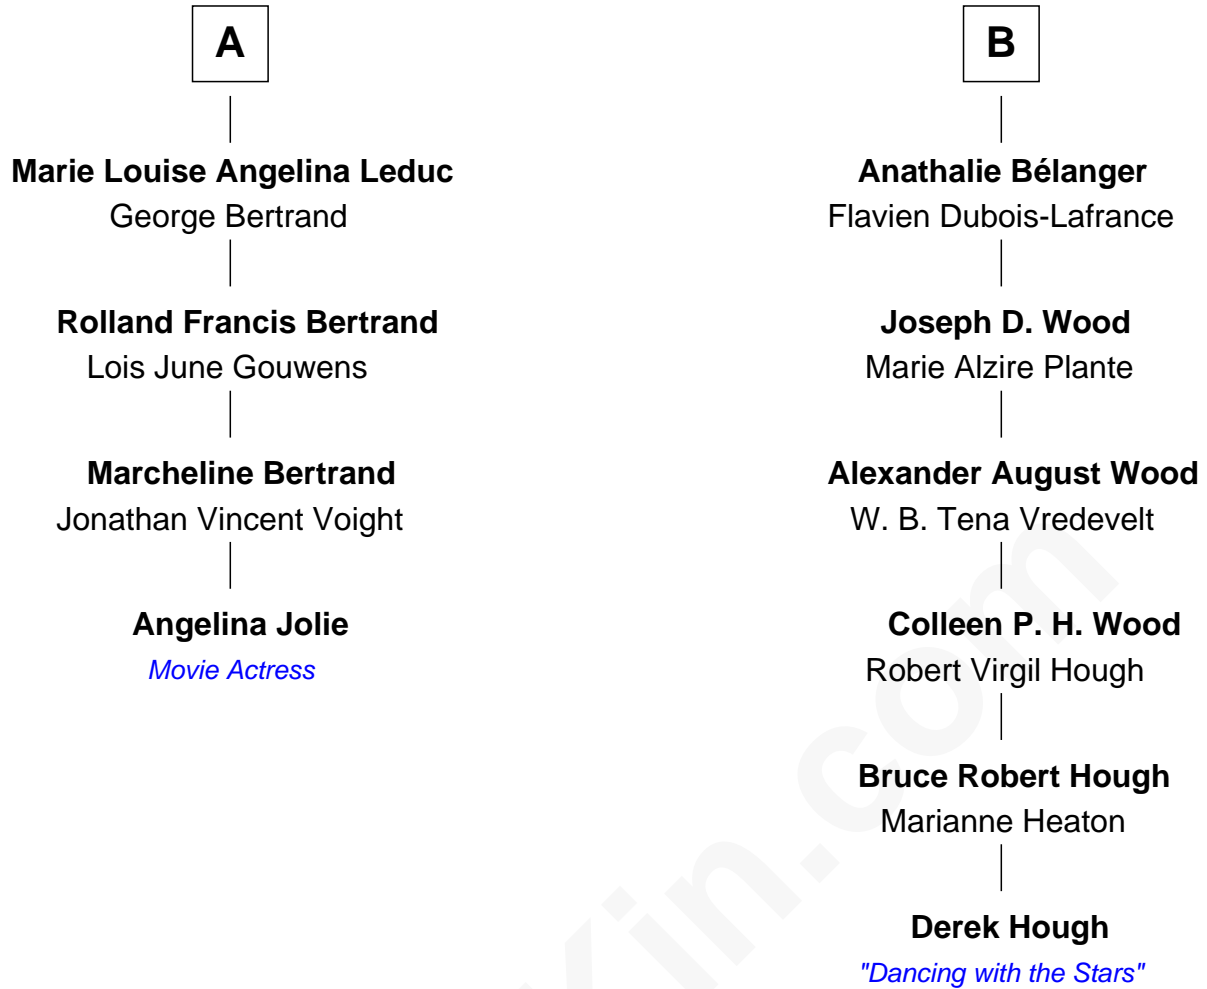 A
Marie Louise Angelina Leduc
George Bertrand
Rolland Francis Bertrand
Lois June Gouwens
Marcheline Bertrand
Jonathan Vincent Voight
Angelina Jolie
Movie Actress
B
Anathalie Bélanger
Flavien Dubois-Lafrance
Joseph D. Wood
Marie Alzire Plante
Alexander August Wood
W. B. Tena Vredevelt
Colleen P. H. Wood
Robert Virgil Hough
Bruce Robert Hough
Marianne Heaton
Derek Hough
"Dancing with the Stars"
Kin.com